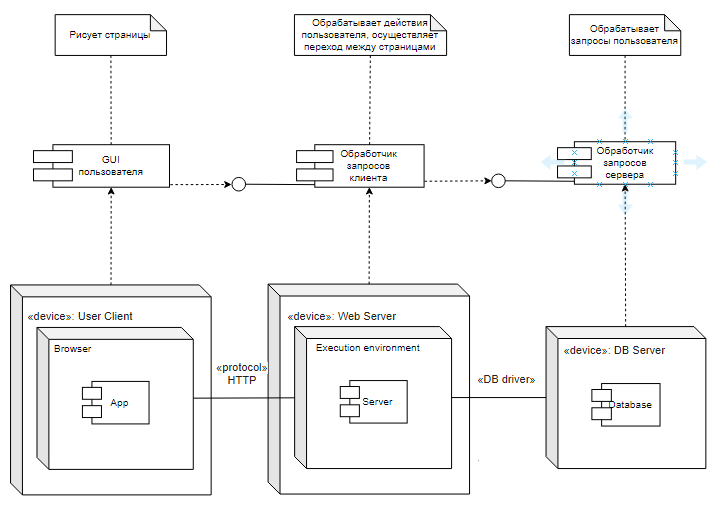 Рисует страницы
Обрабатывает действия
пользователя, осуществляет
переход между страницами
Обрабатывает
запросы пользователя
GUI
пользователя
Обработчик
запросов
клиента
Обработчик
запросов
сервера
«device»: User Client
«device»: Web Server
Browser
Execution environment
«device»: DB Server
«protocol»
HTTP
«DB driver»
App
Server
Database